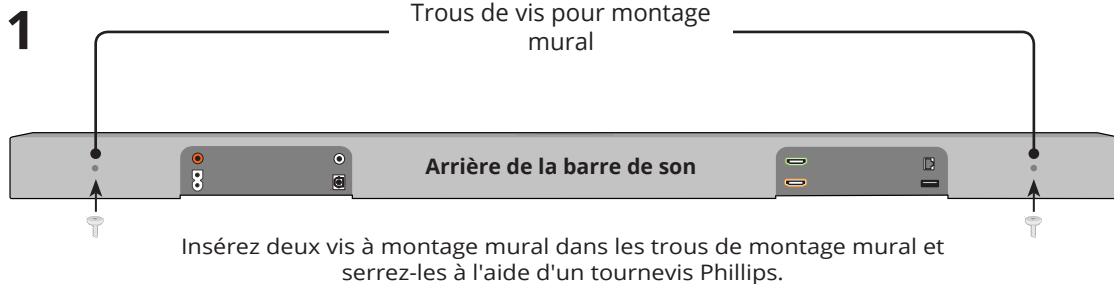 1
Trous de vis pour montage
mural
Arrière de la barre de son
Insérez deux vis à montage mural dans les trous de montage mural et
serrez-les à l'aide d'un tournevis Phillips.